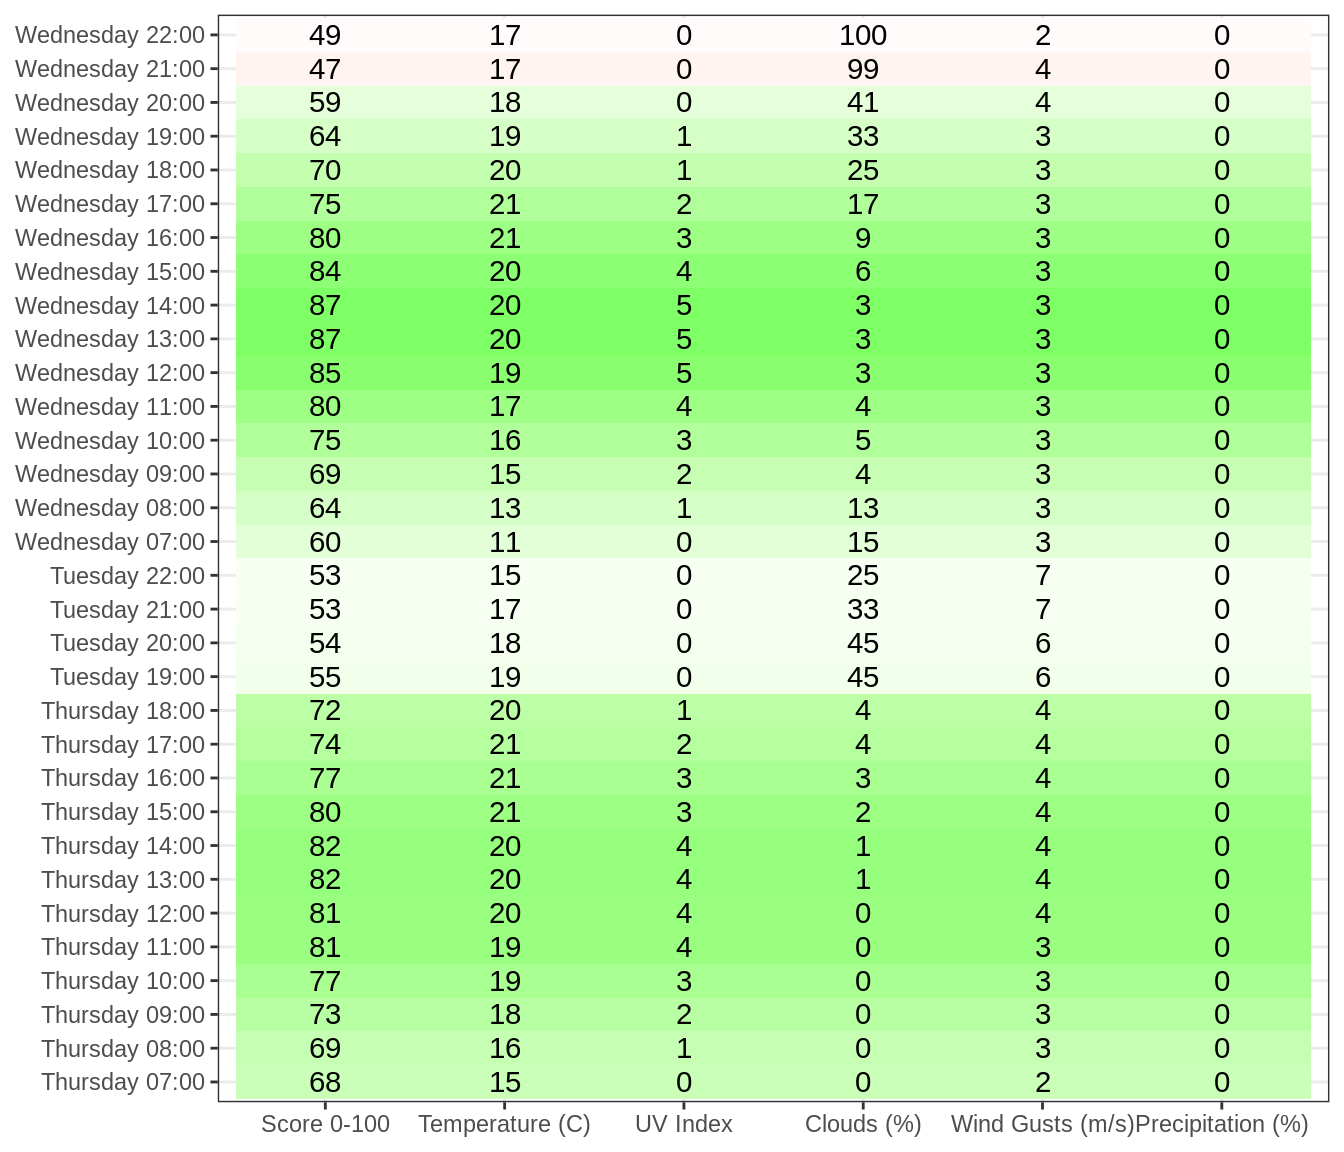 Wednesday 22:00 49 17 0 100 2 0
Wednesday 21:00 47 17 0 99 4 0
Wednesday 20:00 59 18 0 41 4 0
Wednesday 19:00 64 19 1 33 3 0
Wednesday 18:00 70 20 1 25 3 0
Wednesday 17:00 75 21 2 17 3 0
Wednesday 16:00 80 21 3 9 3 0
Wednesday 15:00 84 20 4 6 3 0
Wednesday 14:00 87 20 5 3 3 0
Wednesday 13:00 87 20 5 3 3 0
Wednesday 12:00 85 19 5 3 3 0
Wednesday 11:00 80 17 4 4 3 0
Wednesday 10:00 75 16 3 5 3 0
Wednesday 09:00 69 15 2 4 3 0
Wednesday 08:00 64 13 1 13 3 0
Wednesday 07:00 60 11 0 15 3 0
Tuesday 22:00 53 15 0 25 7 0
Tuesday 21:00 53 17 0 33 7 0
Tuesday 20:00 54 18 0 45 6 0
Tuesday 19:00 55 19 0 45 6 0
Thursday 18:00 72 20 1 4 4 0
Thursday 17:00 74 21 2 4 4 0
Thursday 16:00 77 21 3 3 4 0
Thursday 15:00 80 21 3 2 4 0
Thursday 14:00 82 20 4 1 4 0
Thursday 13:00 82 20 4 1 4 0
Thursday 12:00 81 20 4 0 4 0
Thursday 11:00 81 19 4 0 3 0
Thursday 10:00 77 19 3 0 3 0
Thursday 09:00 73 18 2 0 3 0
Thursday 08:00 69 16 1 0 3 0
Thursday 07:00 68 15 0 0 2 0
Score 0-100 Temperature (C) UV Index Clouds (%) Wind Gusts (m/s) Precipitation (%)